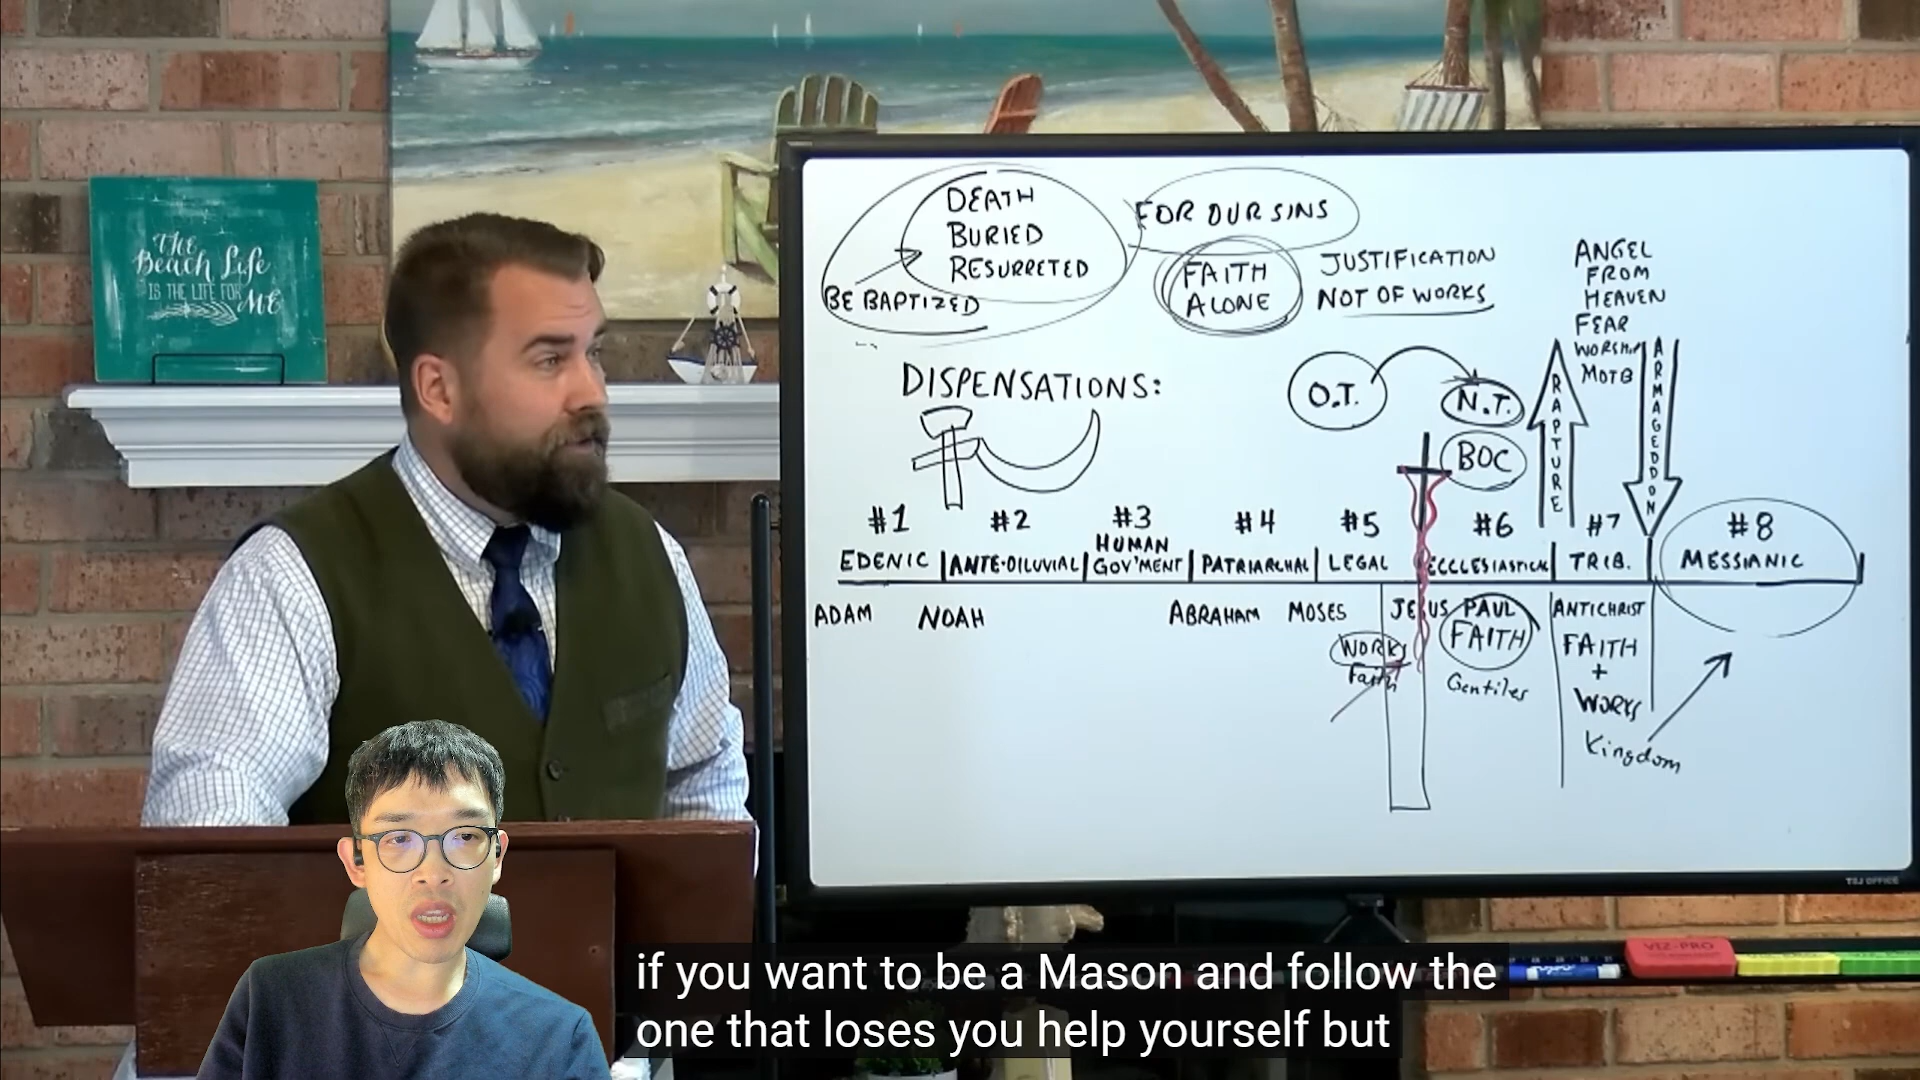 The
Beach Life
IS THE LIFE FOR
ME
DEATH
BURIED
RESURRETED
BE BAPTIZED
FOR OUR SINS
FAITH
ALONE
JUSTIFICATION
NOT OF WORKS
ANGEL
FROM
HEAVEN
FEAR
WORSHIP
MOTB
DISPENSATIONS:
O.T.
N.T.
BOC
RAPTURE
ARMAGEDDON
#1
EDENIC
#2
ANTE-DILUVIAL
#3
HUMAN
GOV'MENT
#4
PATRIARCHAL
#5
LEGAL
#6
ECCLESIASTICAL
#7
TRIB.
#8
MESSIANIC
ADAM
NOAH
ABRAHAM
MOSES
JESUS
PAUL
ANTICHRIST
WORKS
Faith
FAITH
Gentiles
FAITH
+
WORKS
Kingdom
TSJ OFFICE
VIZ-PRO
if you want to be a Mason and follow the
one that loses you help yourself but